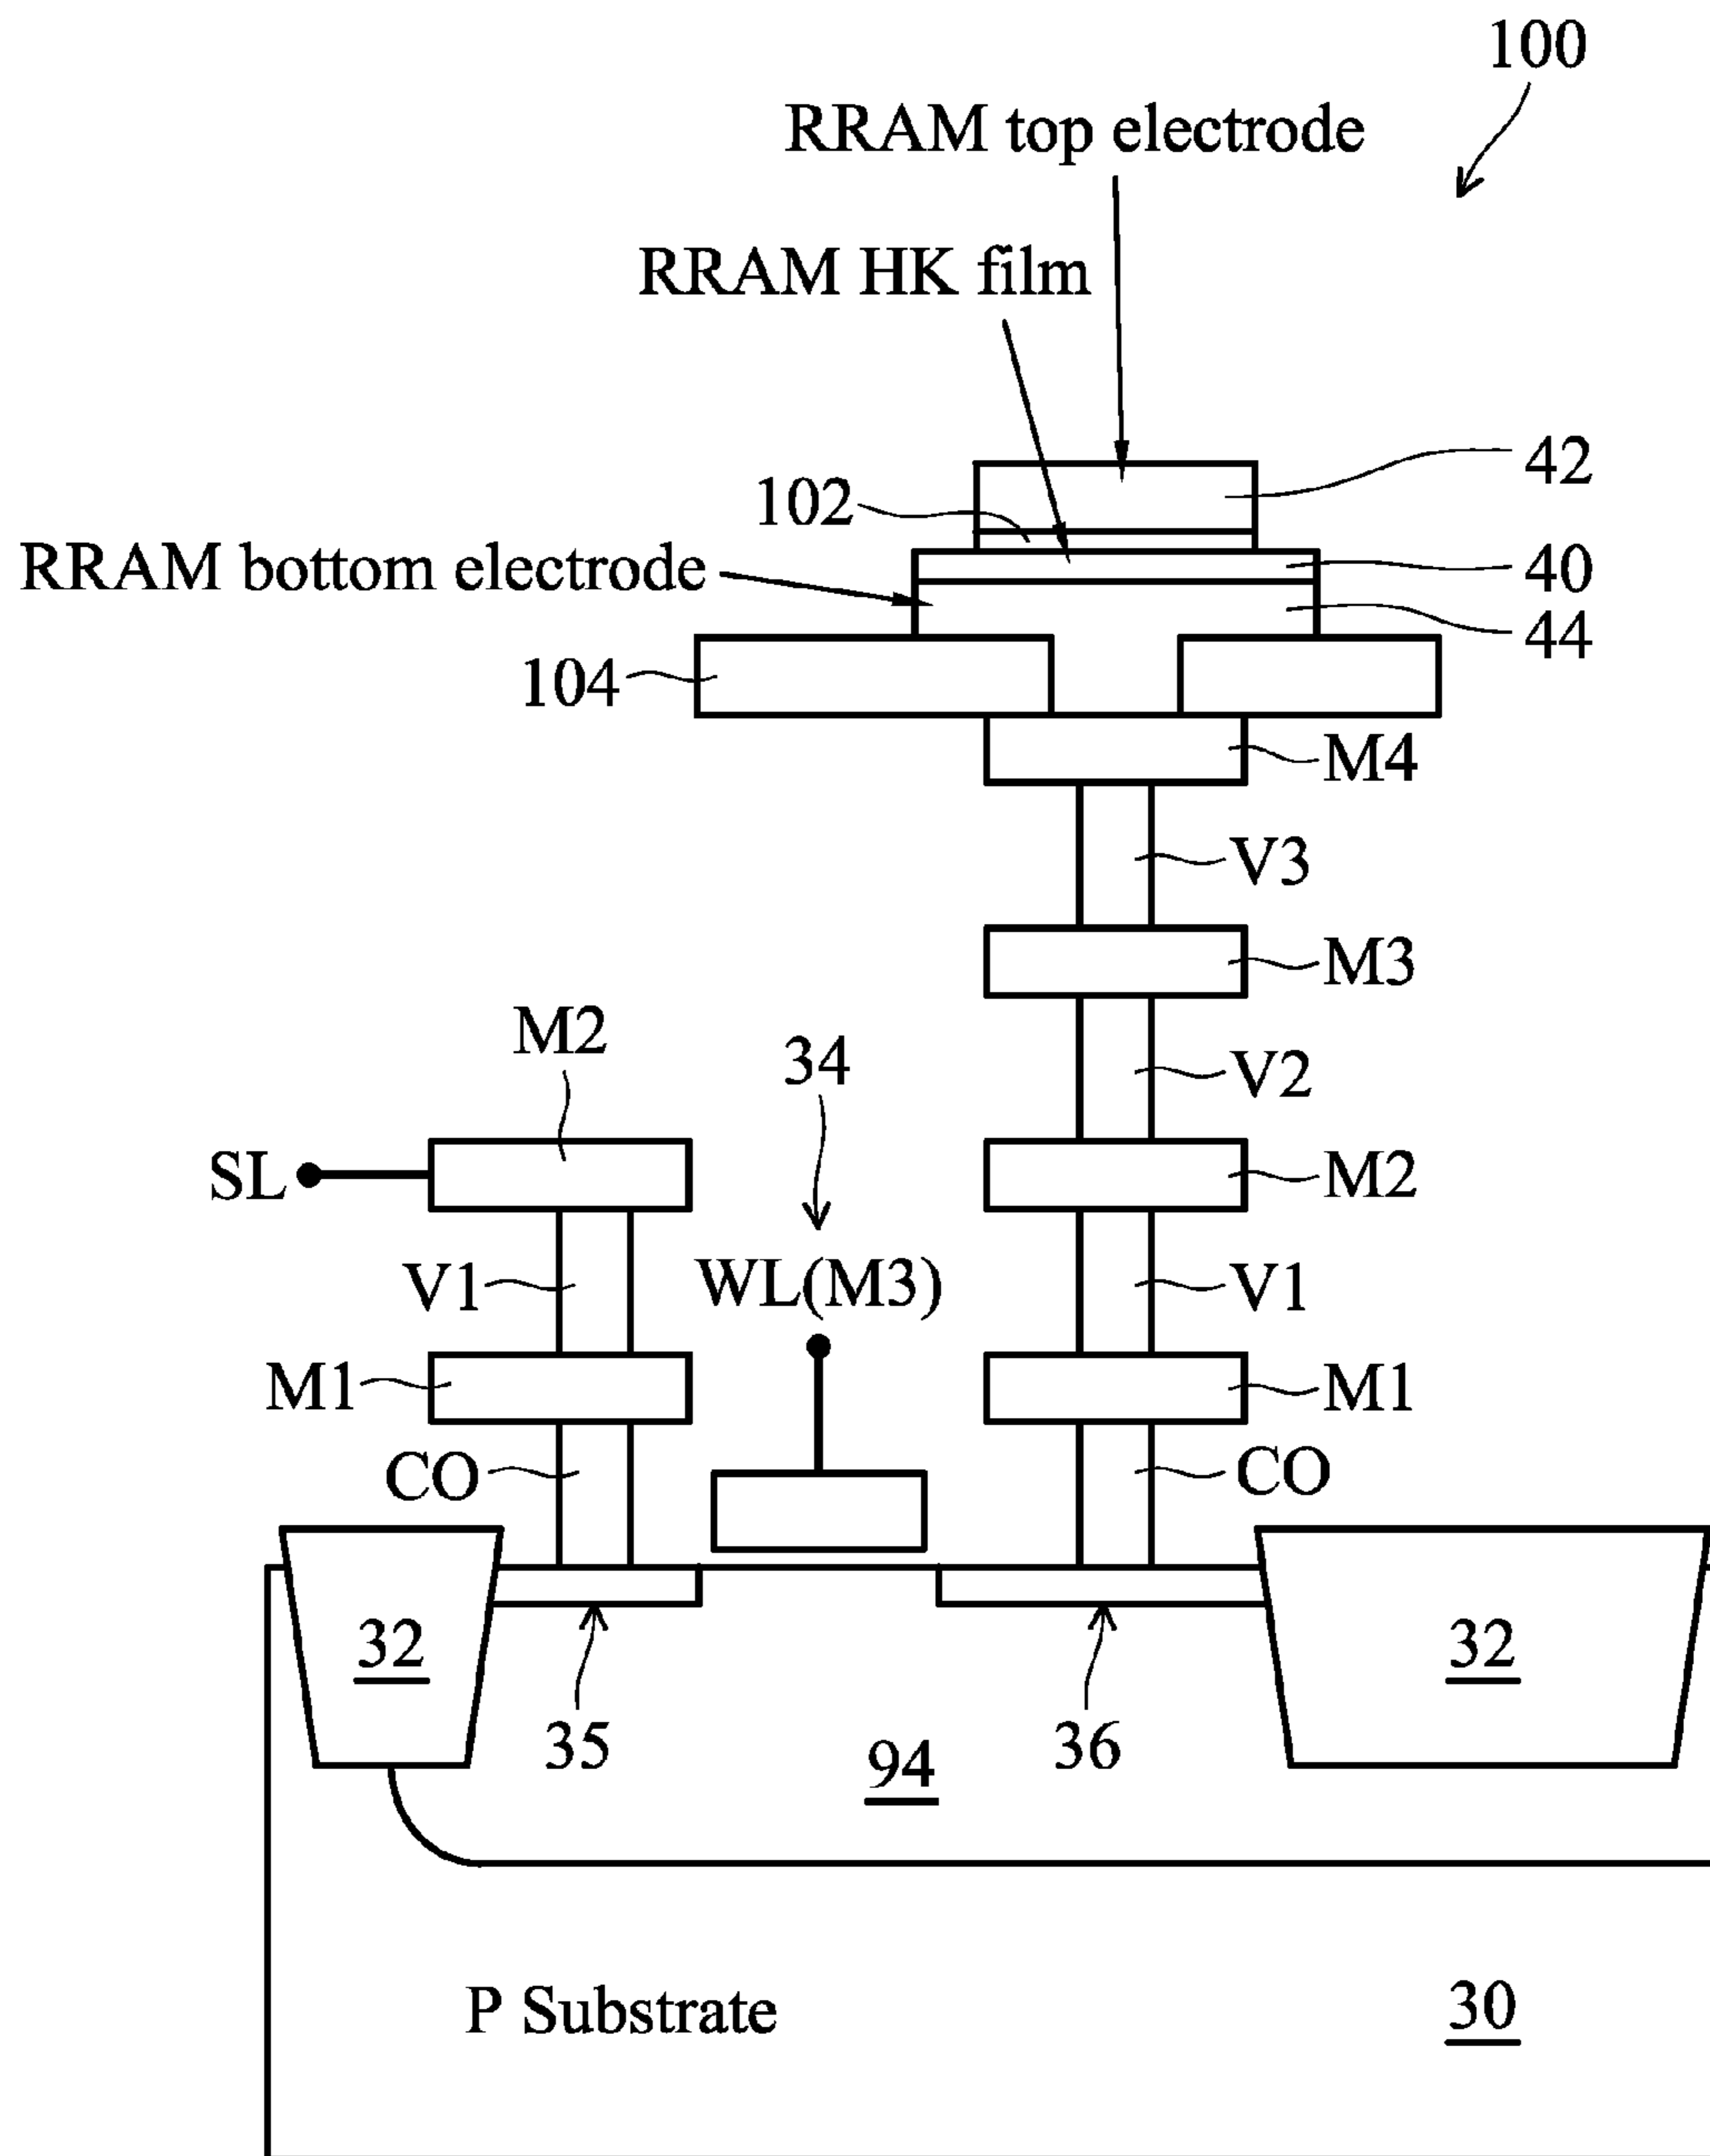 100
RRAM top electrode
RRAM HK film
42
102
RRAM bottom electrode
40
44
104
M4
V3
M3
M2
34
V2
SL
M2
V1
WL(M3)
V1
M1
M1
CO
CO
32
32
35
36
94
P Substrate
30